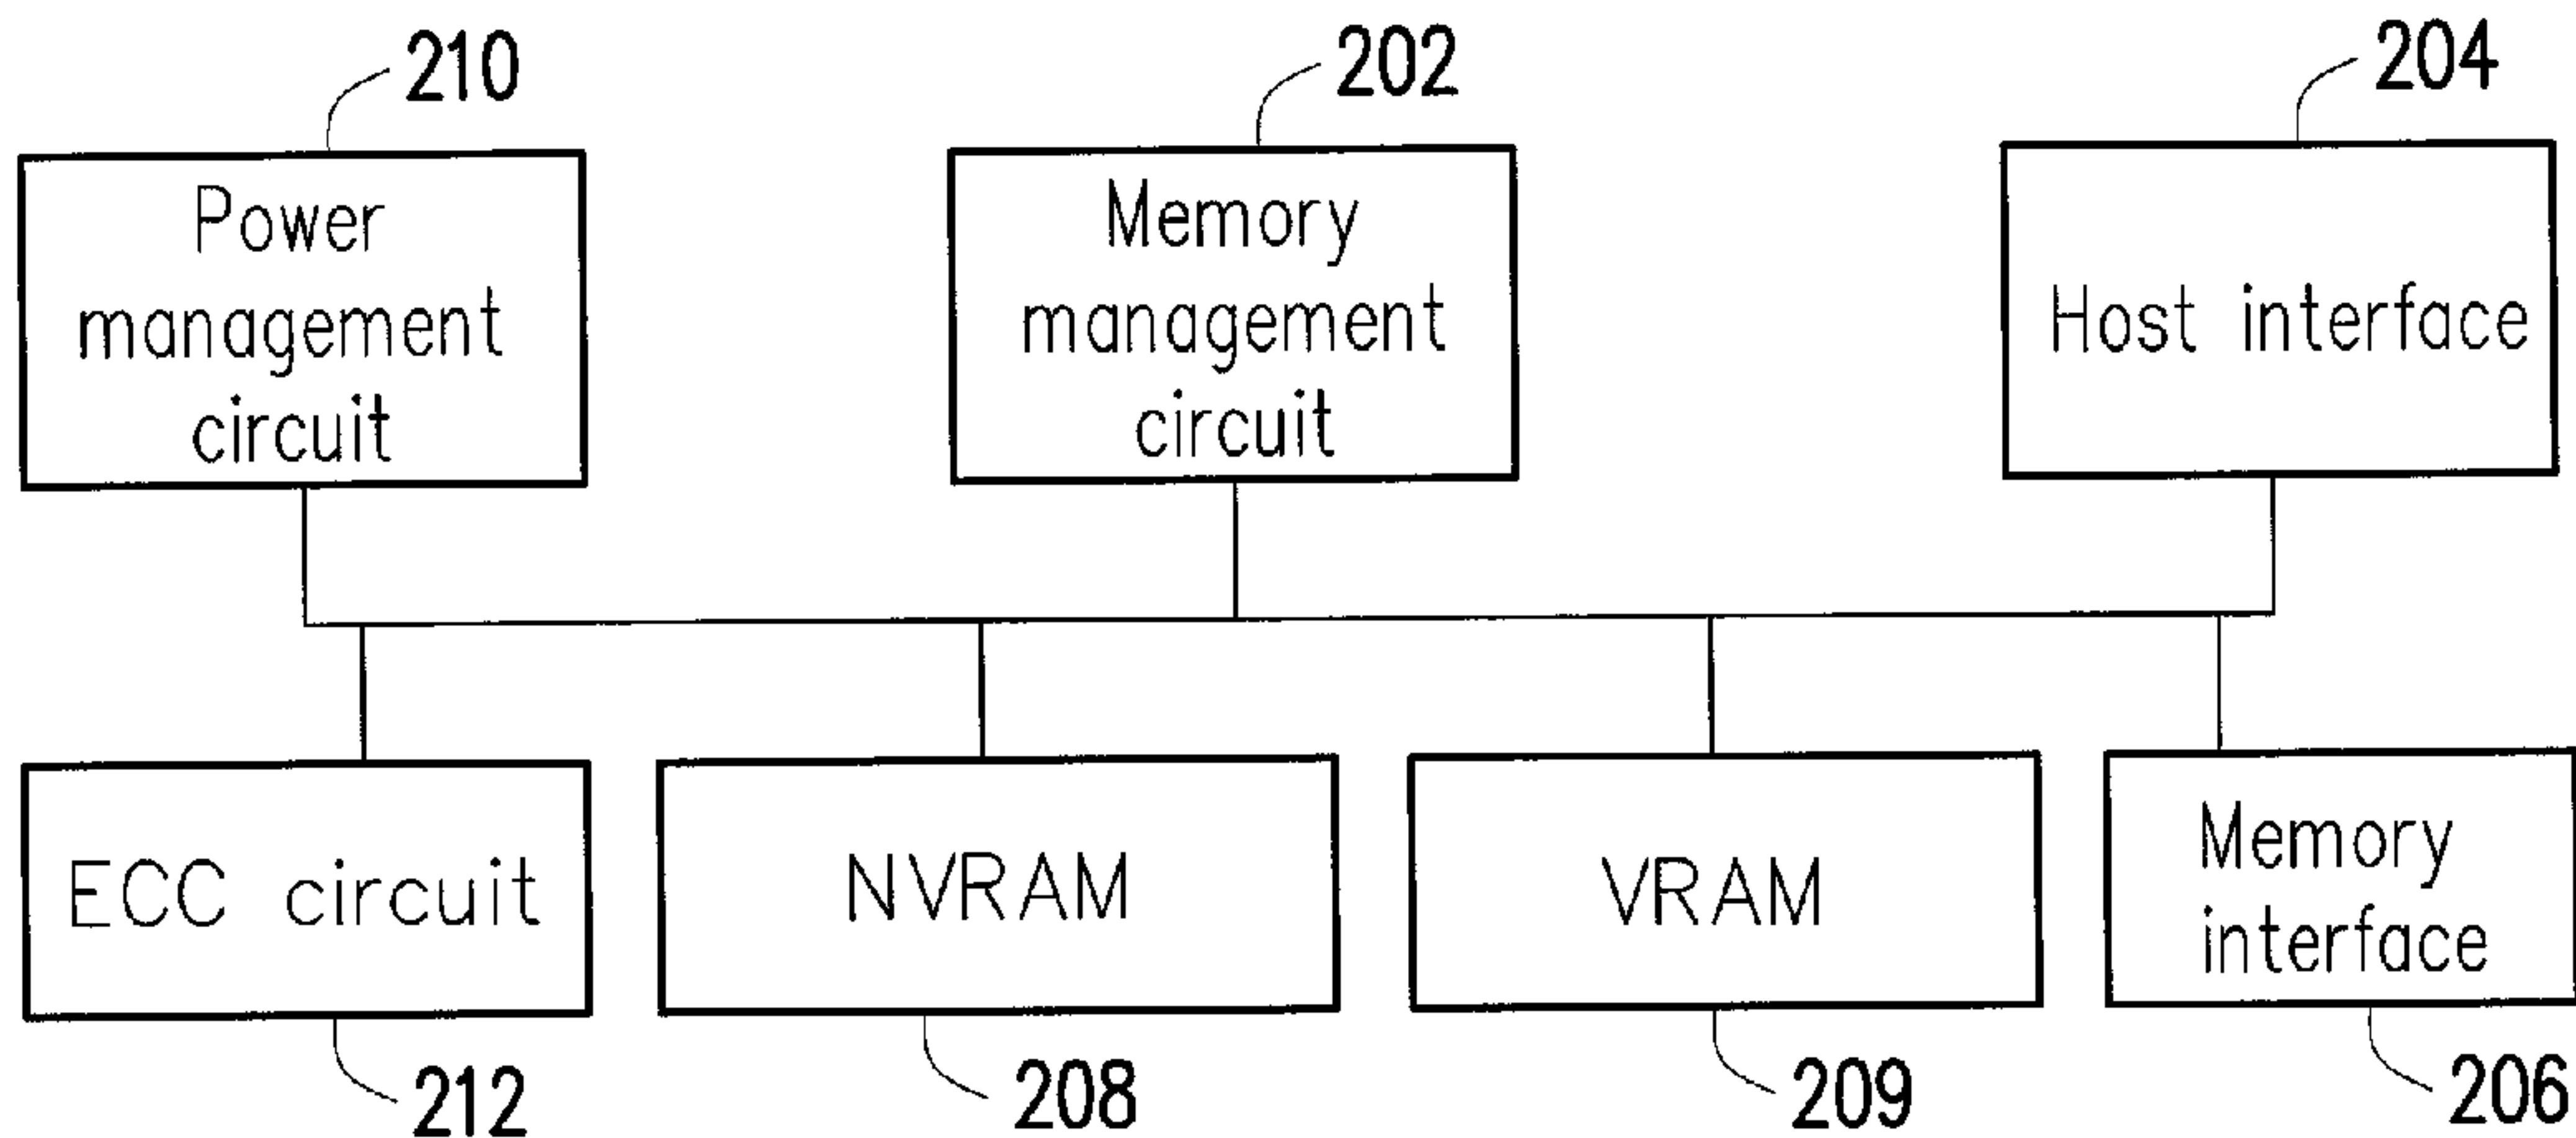 210
202
204
Power
management
circuit
Memory
management
circuit
Host interface
ECC circuit
NVRAM
VRAM
Memory
interface
212
208
209
206